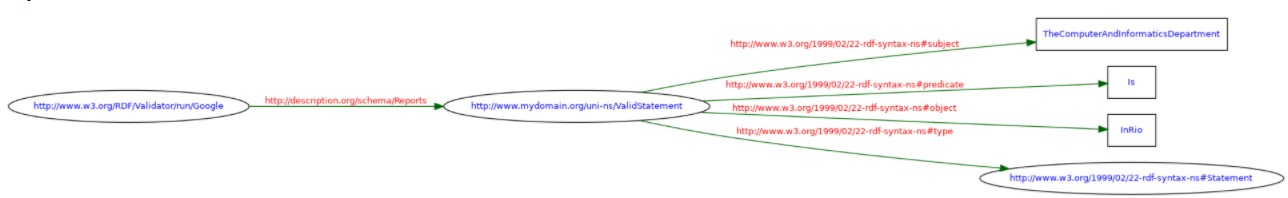 http://www.w3.org/RDF/Validator/run/Google
http://description.org/schema/Reports
http://www.mydomain.org/uni-ns/ValidStatement
http://www.w3.org/1999/02/22-rdf-syntax-ns#subject
TheComputerAndInformaticsDepartment
http://www.w3.org/1999/02/22-rdf-syntax-ns#predicate
Is
http://www.w3.org/1999/02/22-rdf-syntax-ns#object
InRio
http://www.w3.org/1999/02/22-rdf-syntax-ns#type
http://www.w3.org/1999/02/22-rdf-syntax-ns#Statement